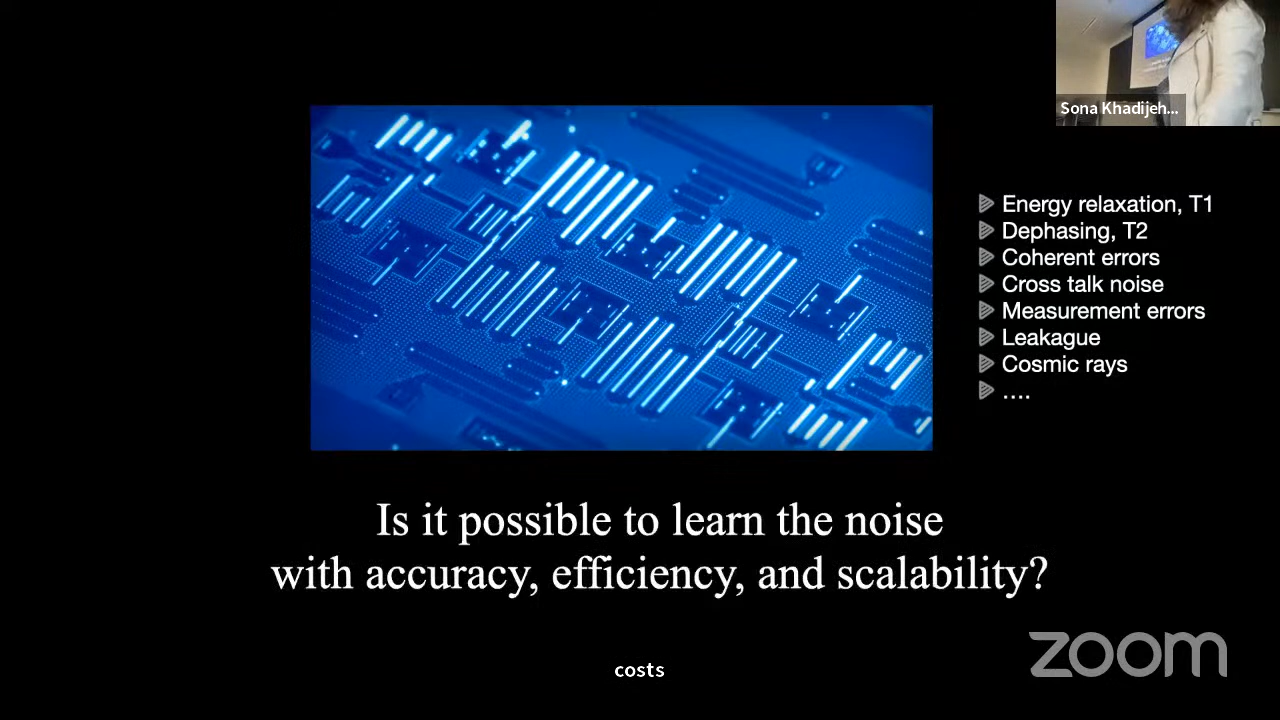 Sona Khadijeh...
Energy relaxation, T1
Dephasing, T2
Coherent errors
Cross talk noise
Measurement errors
Leakague
Cosmic rays
....
Is it possible to learn the noise
with accuracy, efficiency, and scalability?
costs
zoom